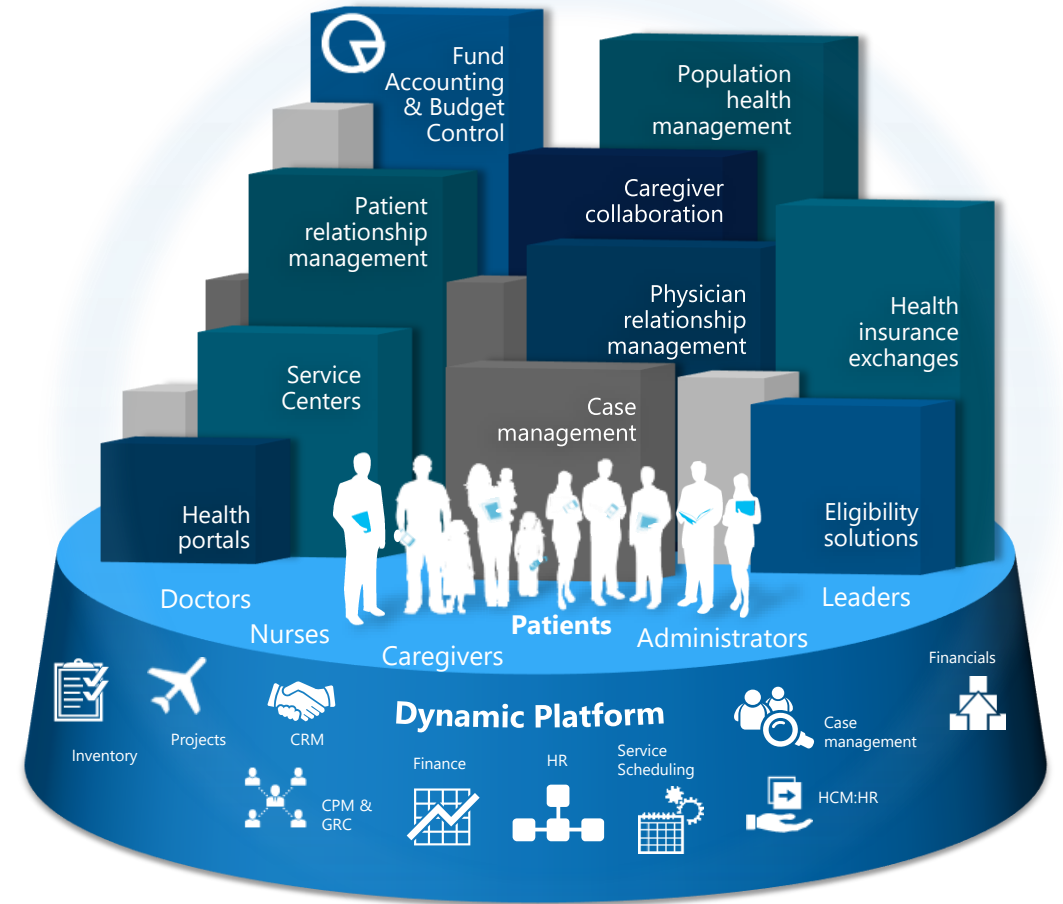 Fund
Accounting
& Budget
Control
Population
health
management
Patient
relationship
management
Caregiver
collaboration
Physician
relationship
management
Health
insurance
exchanges
Service
Centers
Case
management
Health
portals
Eligibility
solutions
Doctors
Nurses
Caregivers
Patients
Administrators
Leaders
Dynamic Platform
Inventory
Projects
CRM
CPM &
GRC
Finance
HR
Service
Scheduling
Case
management
HCM:HR
Financials